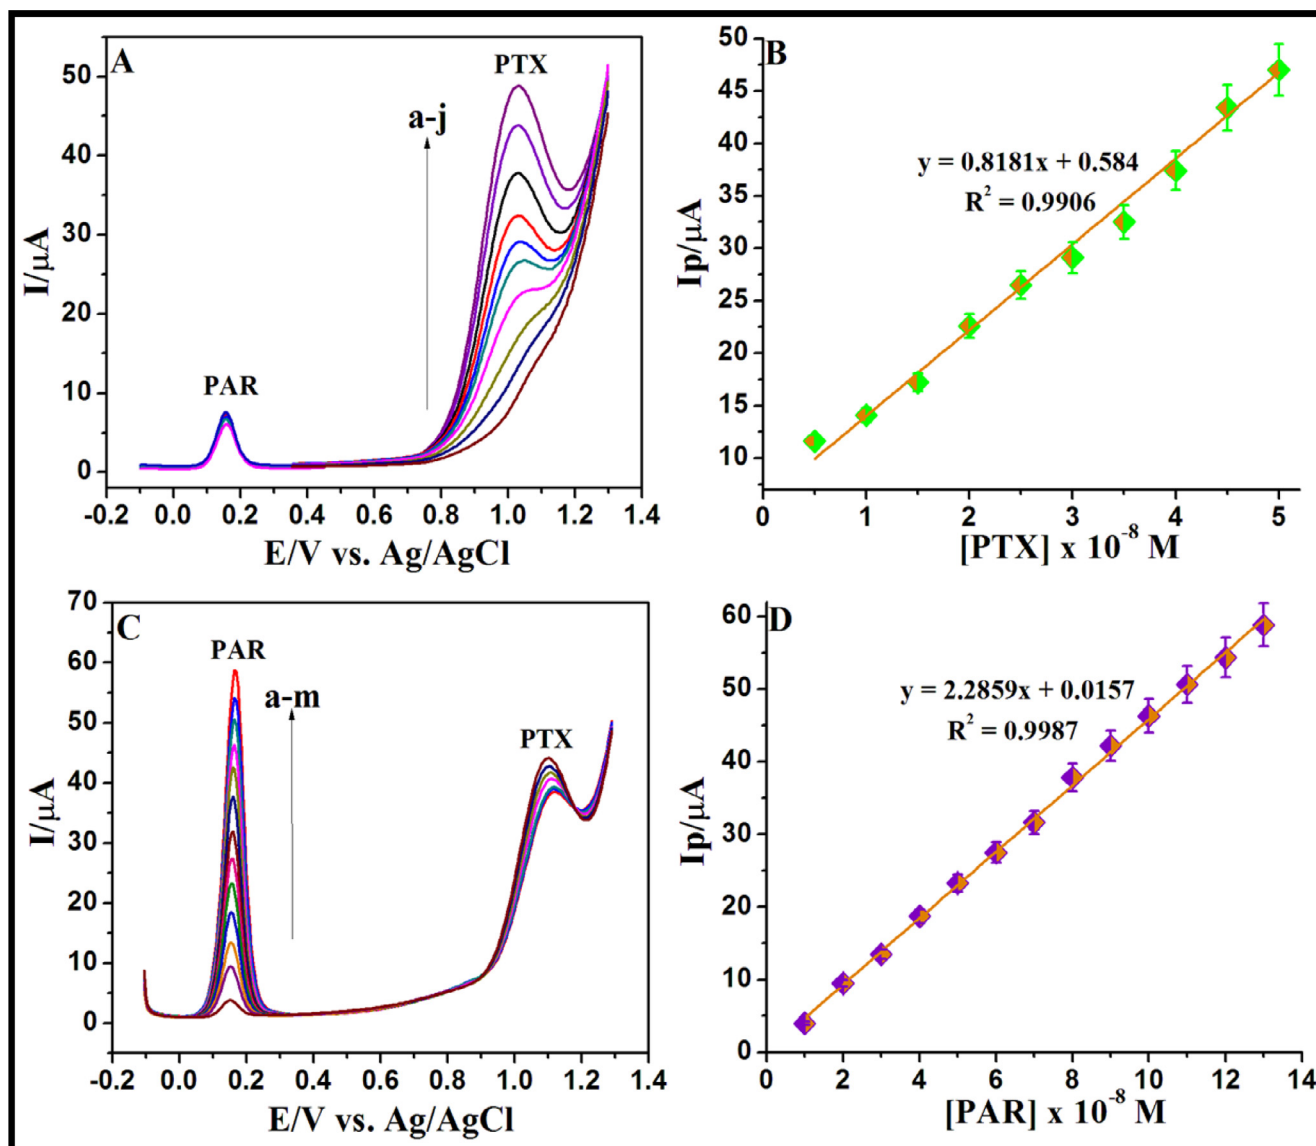 A
PTX
a-j
PAR
I/μA
50
40
30
20
10
0
-0.2 0.0 0.2 0.4 0.6 0.8 1.0 1.2 1.4
E/V vs. Ag/AgCl
B
y = 0.8181x + 0.584
R² = 0.9906
Ip/μA
50
45
40
35
30
25
20
15
10
0 1 2 3 4 5
[PTX] x 10⁻⁸ M
C
PAR
a-m
PTX
I/μA
70
60
50
40
30
20
10
0
-0.2 0.0 0.2 0.4 0.6 0.8 1.0 1.2 1.4
E/V vs. Ag/AgCl
D
y = 2.2859x + 0.0157
R² = 0.9987
Ip/μA
60
50
40
30
20
10
0
0 2 4 6 8 10 12 14
[PAR] x 10⁻⁸ M